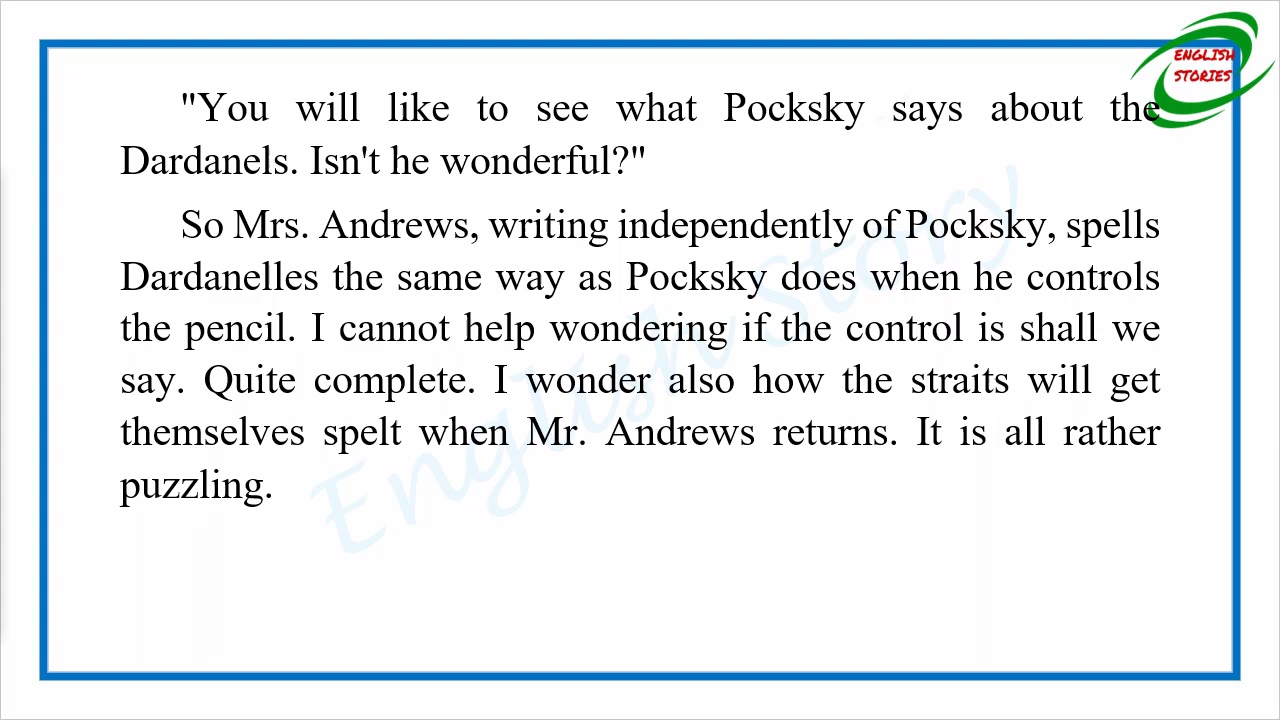 ENGLISH
STORIES
"You will like to see what Pocksky says about the
Dardanels. Isn't he wonderful?"
So Mrs. Andrews, writing independently of Pocksky, spells
Dardanelles the same way as Pocksky does when he controls
the pencil. I cannot help wondering if the control is shall we
say. Quite complete. I wonder also how the straits will get
themselves spelt when Mr. Andrews returns. It is all rather
puzzling.
English Story